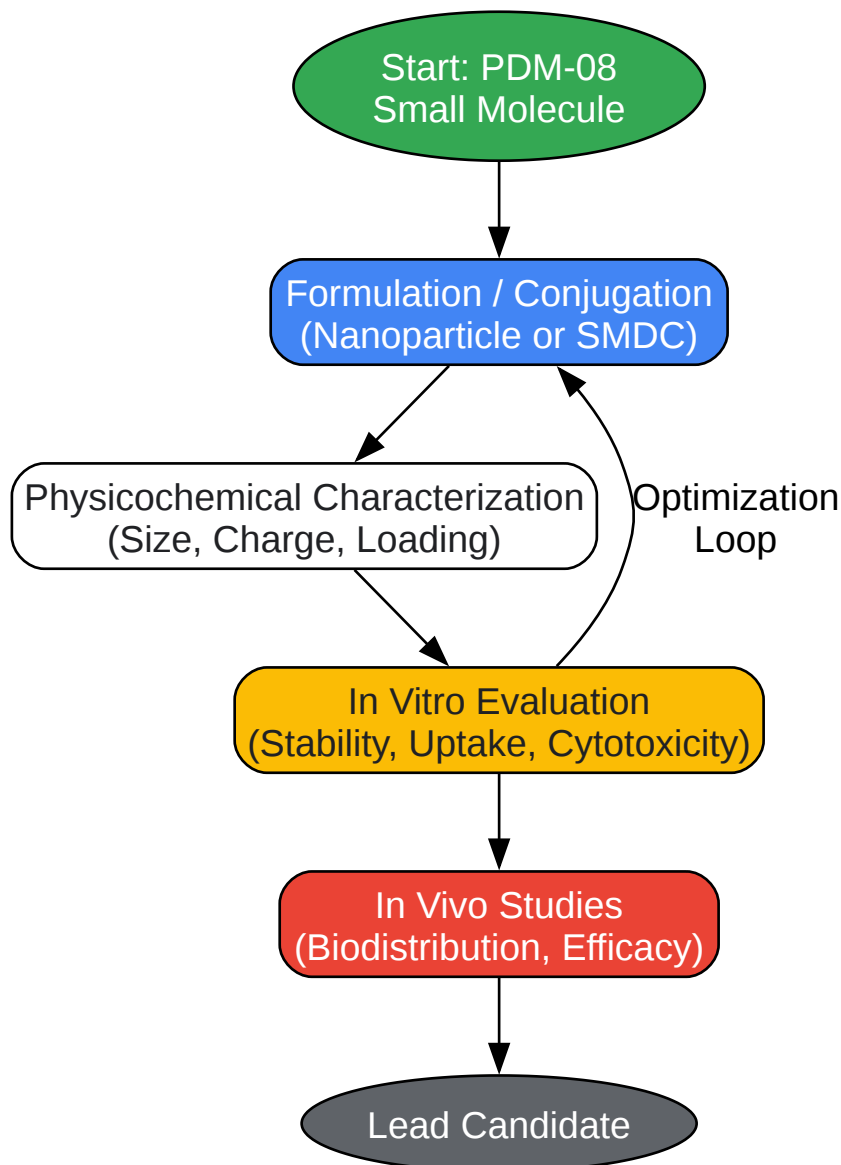 Start: PDM-08
Small Molecule
Formulation / Conjugation
(Nanoparticle or SMDC)
Physicochemical Characterization
(Size, Charge, Loading)
Optimization
Loop
In Vitro Evaluation
(Stability, Uptake, Cytotoxicity)
In Vivo Studies
(Biodistribution, Efficacy)
Lead Candidate